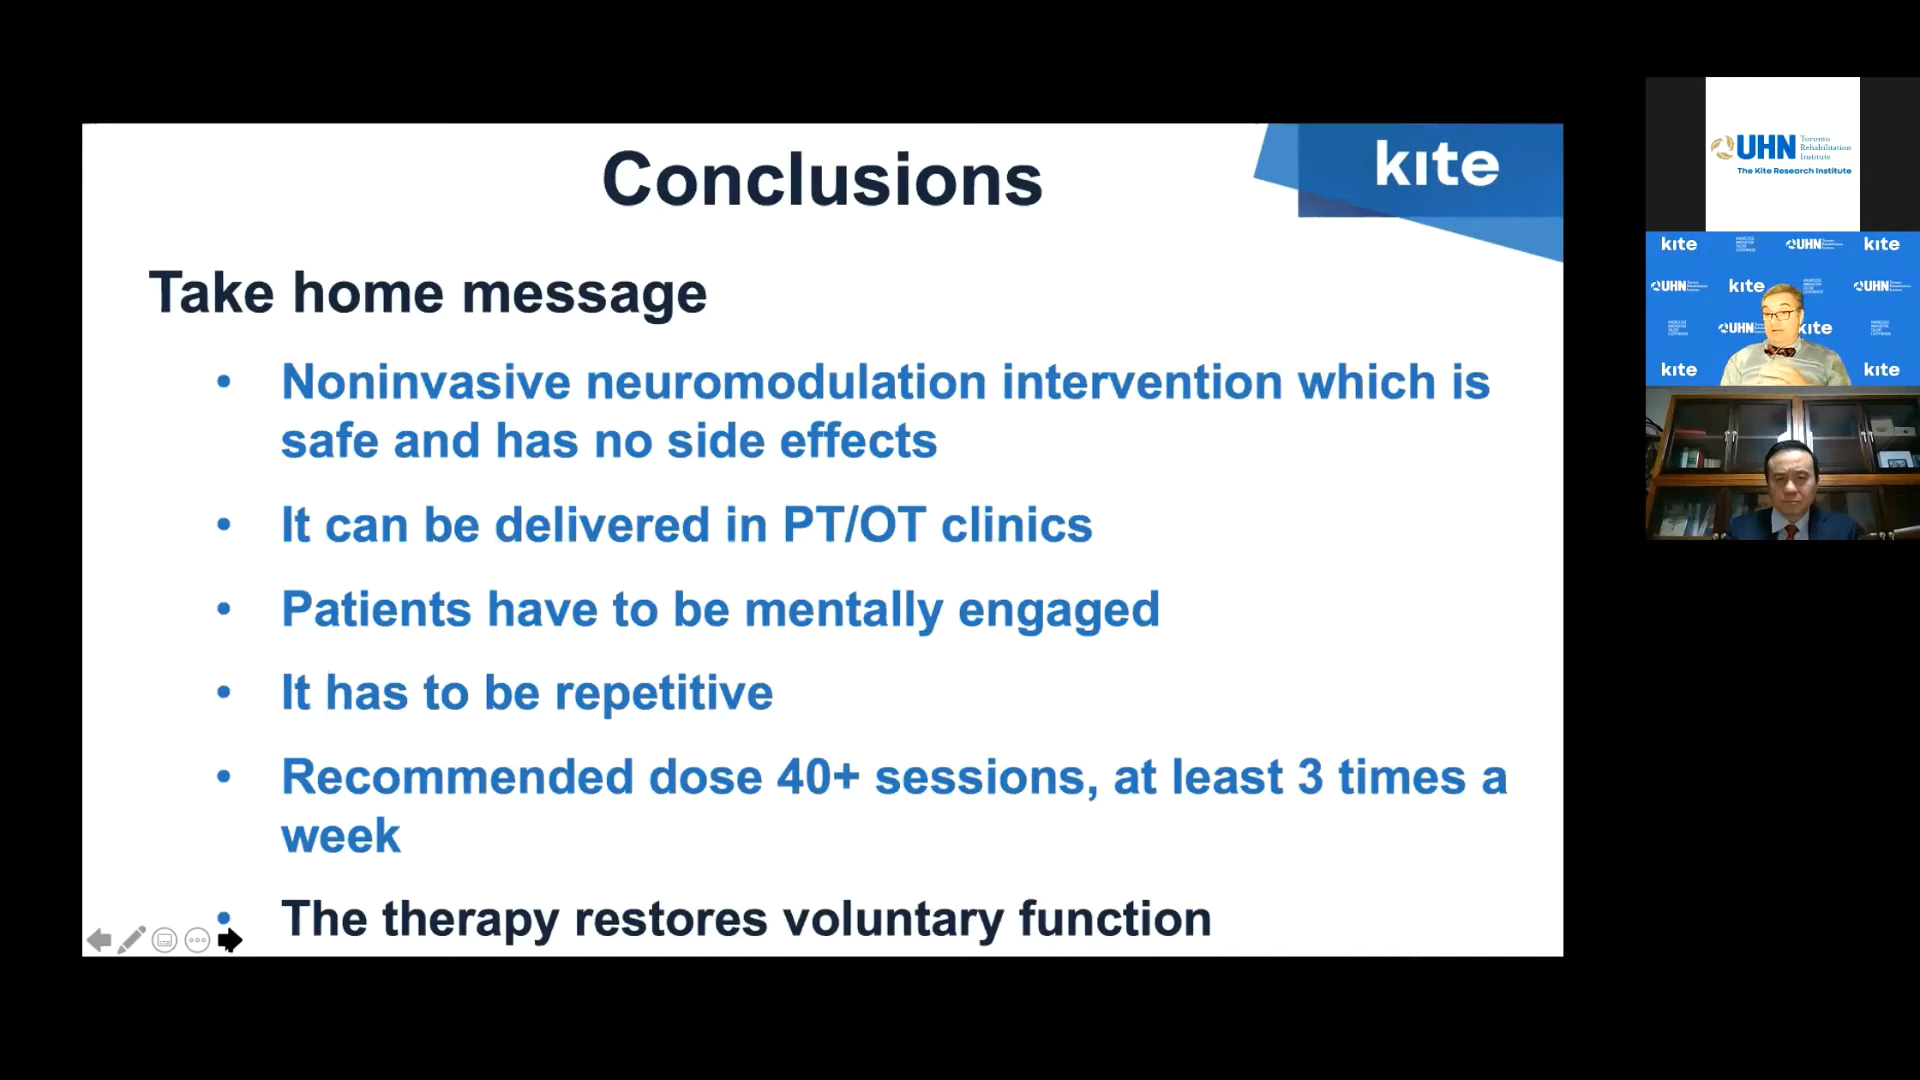 Conclusions
kite
Take home message
• Noninvasive neuromodulation intervention which is
safe and has no side effects
• It can be delivered in PT/OT clinics
• Patients have to be mentally engaged
• It has to be repetitive
• Recommended dose 40+ sessions, at least 3 times a
week
• The therapy restores voluntary function
UHN Toronto
Rehabilitation
Institute
The Kite Research Institute
kite UHN kite
UHN kite UHN
UHN kite
kite kite